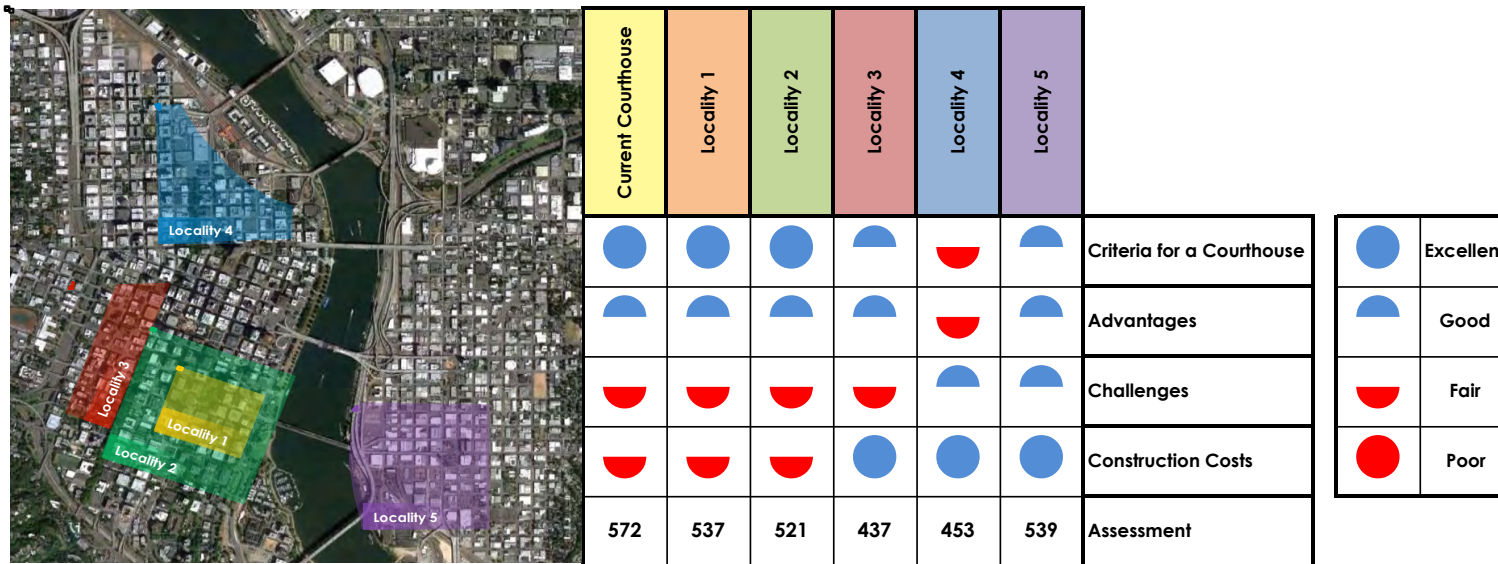 Locality 4
Locality 3
Locality 1
Locality 2
Locality 5
Current Courthouse
Locality 1
Locality 2
Locality 3
Locality 4
Locality 5
Criteria for a Courthouse
Advantages
Challenges
Construction Costs
572 537 521 437 453 539 Assessment
Excellen
Good
Fair
Poor